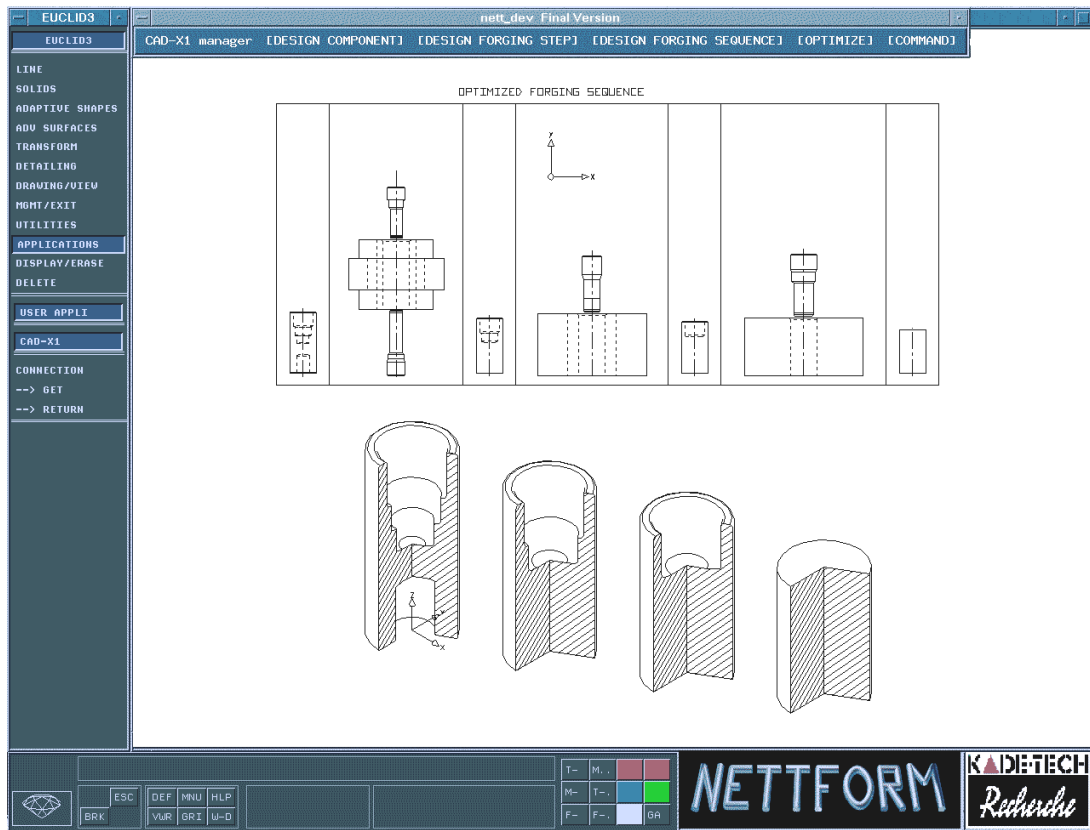 EUCLID3
nett_dev Final Version
EUCLID3
CAD-X1 manager [DESIGN COMPONENT] [DESIGN FORGING STEP] [DESIGN FORGING SEQUENCE] [OPTIMIZE] [COMMAND]
LINE
SOLIDS
ADAPTIVE SHAPES
ADV SURFACES
TRANSFORM
DETAILING
DRAWING/VIEW
MGMT/EXIT
UTILITIES
APPLICATIONS
DISPLAY/ERASE
DELETE
USER APPLI
CAD-X1
CONNECTION
--> GET
--> RETURN
OPTIMIZED FORGING SEQUENCE
Y
X
Z
Y
X
ESC
BRK
DEF MNU HLP
VWR GRI W-D
T- M..
M- T-.
F- F-. GA
NETTFORM
KADE-TECH
Recherche